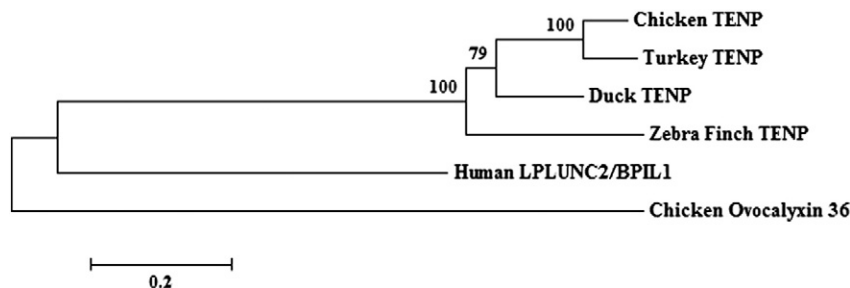 100
Chicken TENP
79
Turkey TENP
100
Duck TENP
Zebra Finch TENP
Human LPLUNC2/BPIL1
Chicken Ovocalyxin 36
0.2